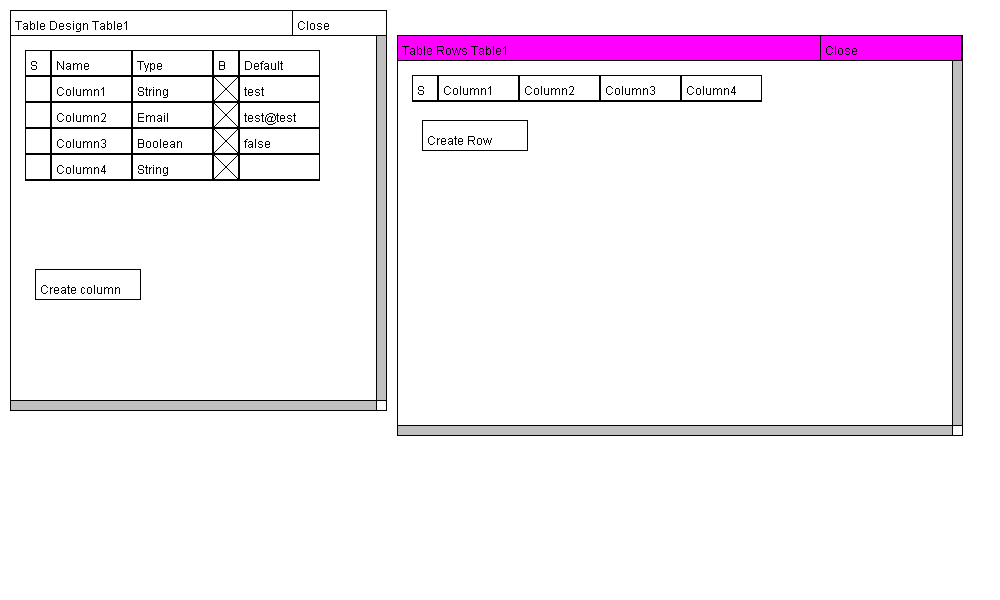 Table Design Table1 Close
S Name Type B Default
Column1 String test
Column2 Email test@test
Column3 Boolean false
Column4 String
Create column
Table Rows Table1 Close
S Column1 Column2 Column3 Column4
Create Row